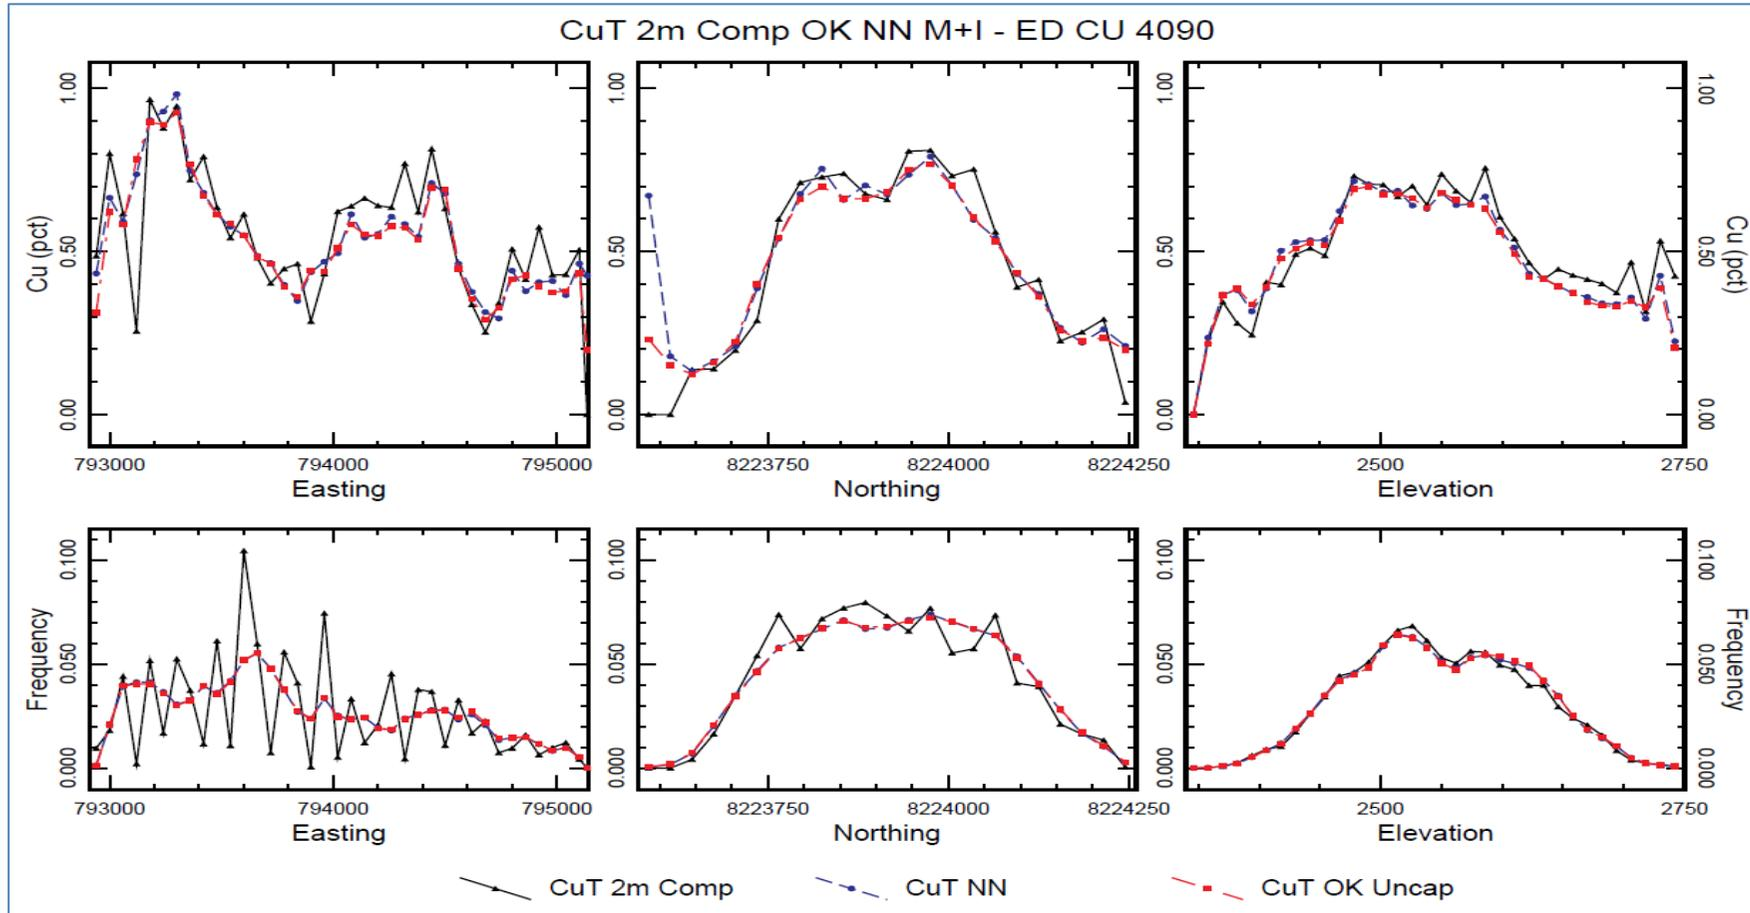 CuT 2m Comp OK NN M+I - ED CU 4090
Cu (pct)
1.00
0.50
0.00
793000 794000 795000
Easting
1.00
0.50
0.00
8223750 8224000 8224250
Northing
1.00
0.50
0.00
2500 2750
Elevation
1.00
0.50
0.00
Cu (pct)
Frequency
0.100
0.050
0.000
793000 794000 795000
Easting
0.100
0.050
0.000
8223750 8224000 8224250
Northing
0.100
0.050
0.000
2500 2750
Elevation
0.100
0.050
0.000
Frequency
CuT 2m Comp CuT NN CuT OK Uncap